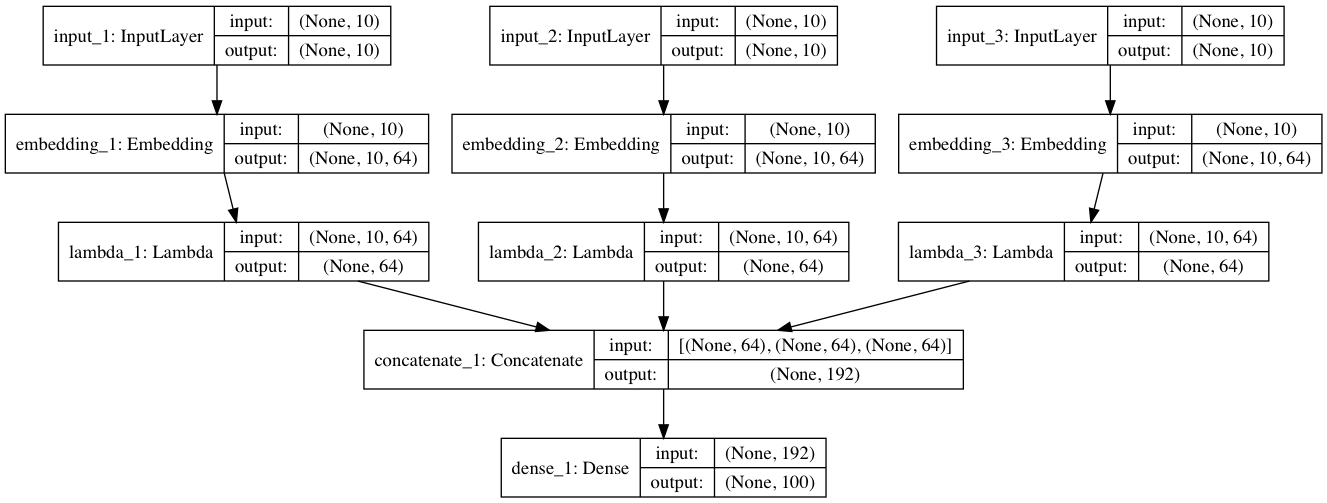 input_1: InputLayer input: (None, 10) output: (None, 10)
input_2: InputLayer input: (None, 10) output: (None, 10)
input_3: InputLayer input: (None, 10) output: (None, 10)
embedding_1: Embedding input: (None, 10) output: (None, 10, 64)
embedding_2: Embedding input: (None, 10) output: (None, 10, 64)
embedding_3: Embedding input: (None, 10) output: (None, 10, 64)
lambda_1: Lambda input: (None, 10, 64) output: (None, 64)
lambda_2: Lambda input: (None, 10, 64) output: (None, 64)
lambda_3: Lambda input: (None, 10, 64) output: (None, 64)
concatenate_1: Concatenate input: [(None, 64), (None, 64), (None, 64)] output: (None, 192)
dense_1: Dense input: (None, 192) output: (None, 100)